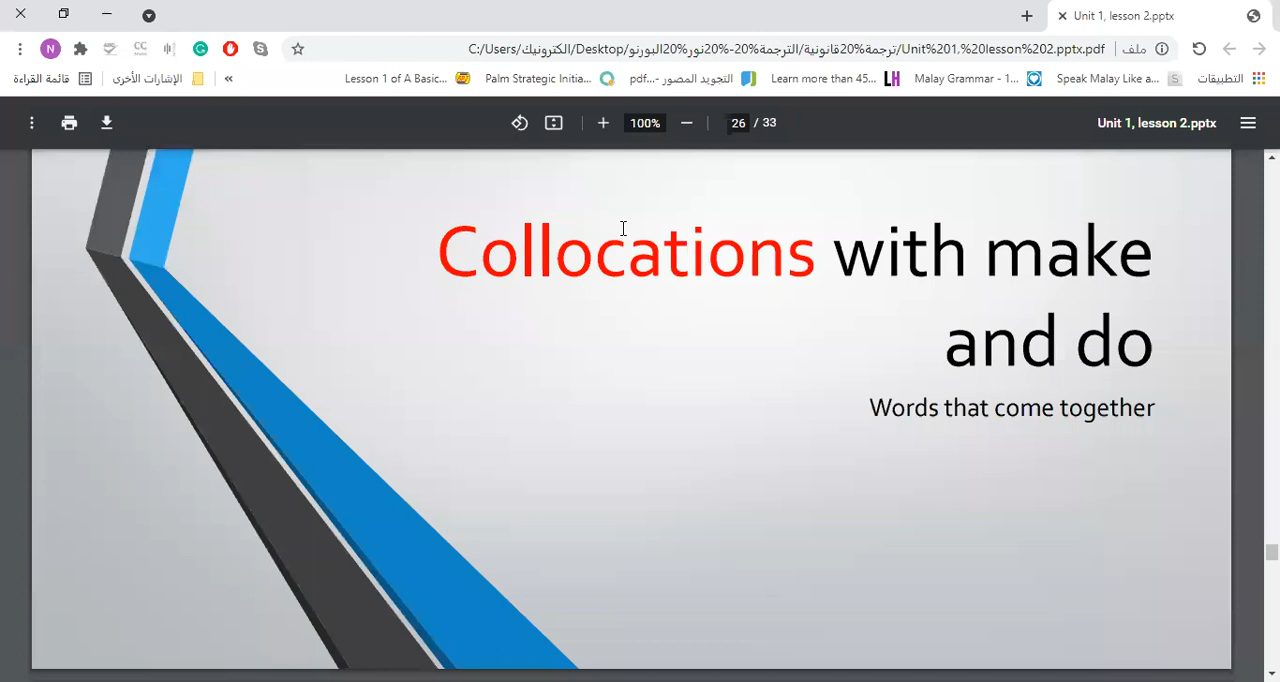 Unit 1, lesson 2.pptx
N
CC
C:/Users/الكترونيك/Desktop/ترجمة%20قانونية/الترجمة%20-%20نور%20البورنو/Unit%201,%20lesson%202.pptx.pdf
ملف
التطبيقات
Speak Malay Like a...
Malay Grammar - 1...
Learn more than 45...
التجويد المصور -...pdf
Palm Strategic Initia...
Lesson 1 of A Basic...
»
الإشارات الأخرى
قائمة القراءة
Unit 1, lesson 2.pptx
26 / 33
100%
Collocations with make
and do
Words that come together